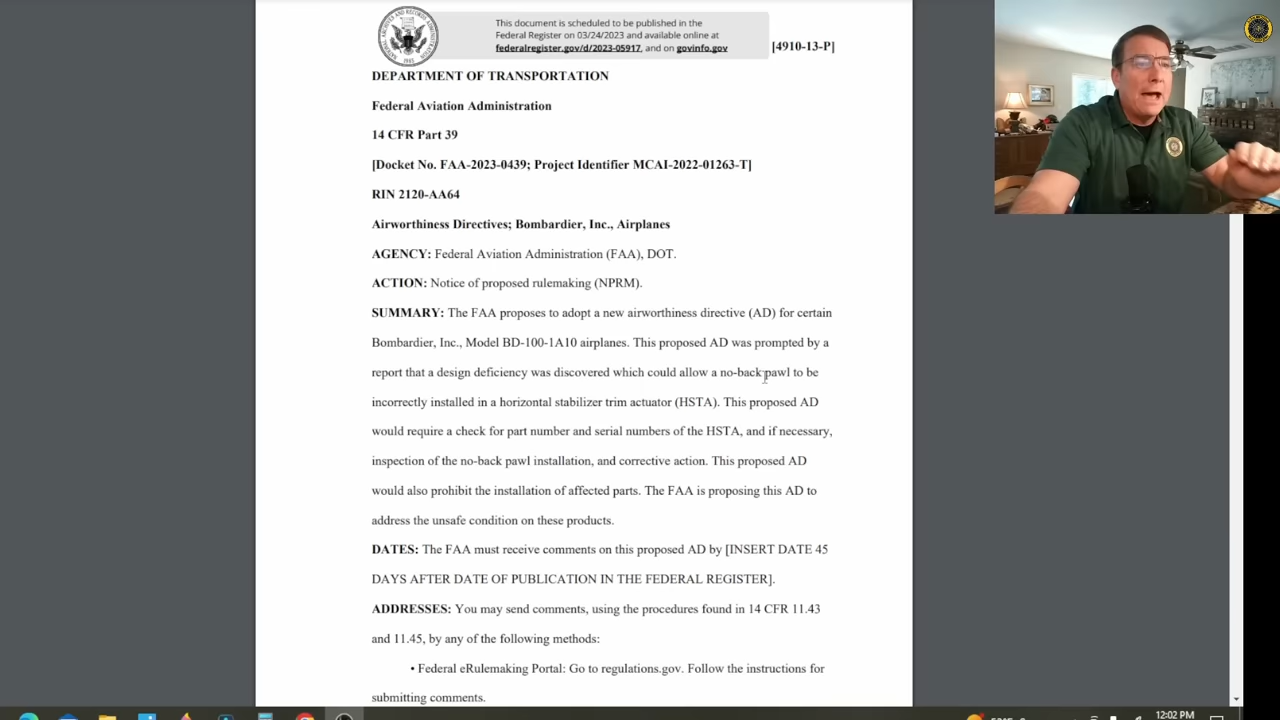 This document is scheduled to be published in the
Federal Register on 03/24/2023 and available online at
federalregister.gov/d/2023-05917, and on govinfo.gov
[4910-13-P]
DEPARTMENT OF TRANSPORTATION
Federal Aviation Administration
14 CFR Part 39
[Docket No. FAA-2023-0439; Project Identifier MCAI-2022-01263-T]
RIN 2120-AA64
Airworthiness Directives; Bombardier, Inc., Airplanes
AGENCY: Federal Aviation Administration (FAA), DOT.
ACTION: Notice of proposed rulemaking (NPRM).
SUMMARY: The FAA proposes to adopt a new airworthiness directive (AD) for certain
Bombardier, Inc., Model BD-100-1A10 airplanes. This proposed AD was prompted by a
report that a design deficiency was discovered which could allow a no-back pawl to be
incorrectly installed in a horizontal stabilizer trim actuator (HSTA). This proposed AD
would require a check for part number and serial numbers of the HSTA, and if necessary,
inspection of the no-back pawl installation, and corrective action. This proposed AD
would also prohibit the installation of affected parts. The FAA is proposing this AD to
address the unsafe condition on these products.
DATES: The FAA must receive comments on this proposed AD by [INSERT DATE 45
DAYS AFTER DATE OF PUBLICATION IN THE FEDERAL REGISTER].
ADDRESSES: You may send comments, using the procedures found in 14 CFR 11.43
and 11.45, by any of the following methods:
• Federal eRulemaking Portal: Go to regulations.gov. Follow the instructions for
submitting comments.
12:02 PM